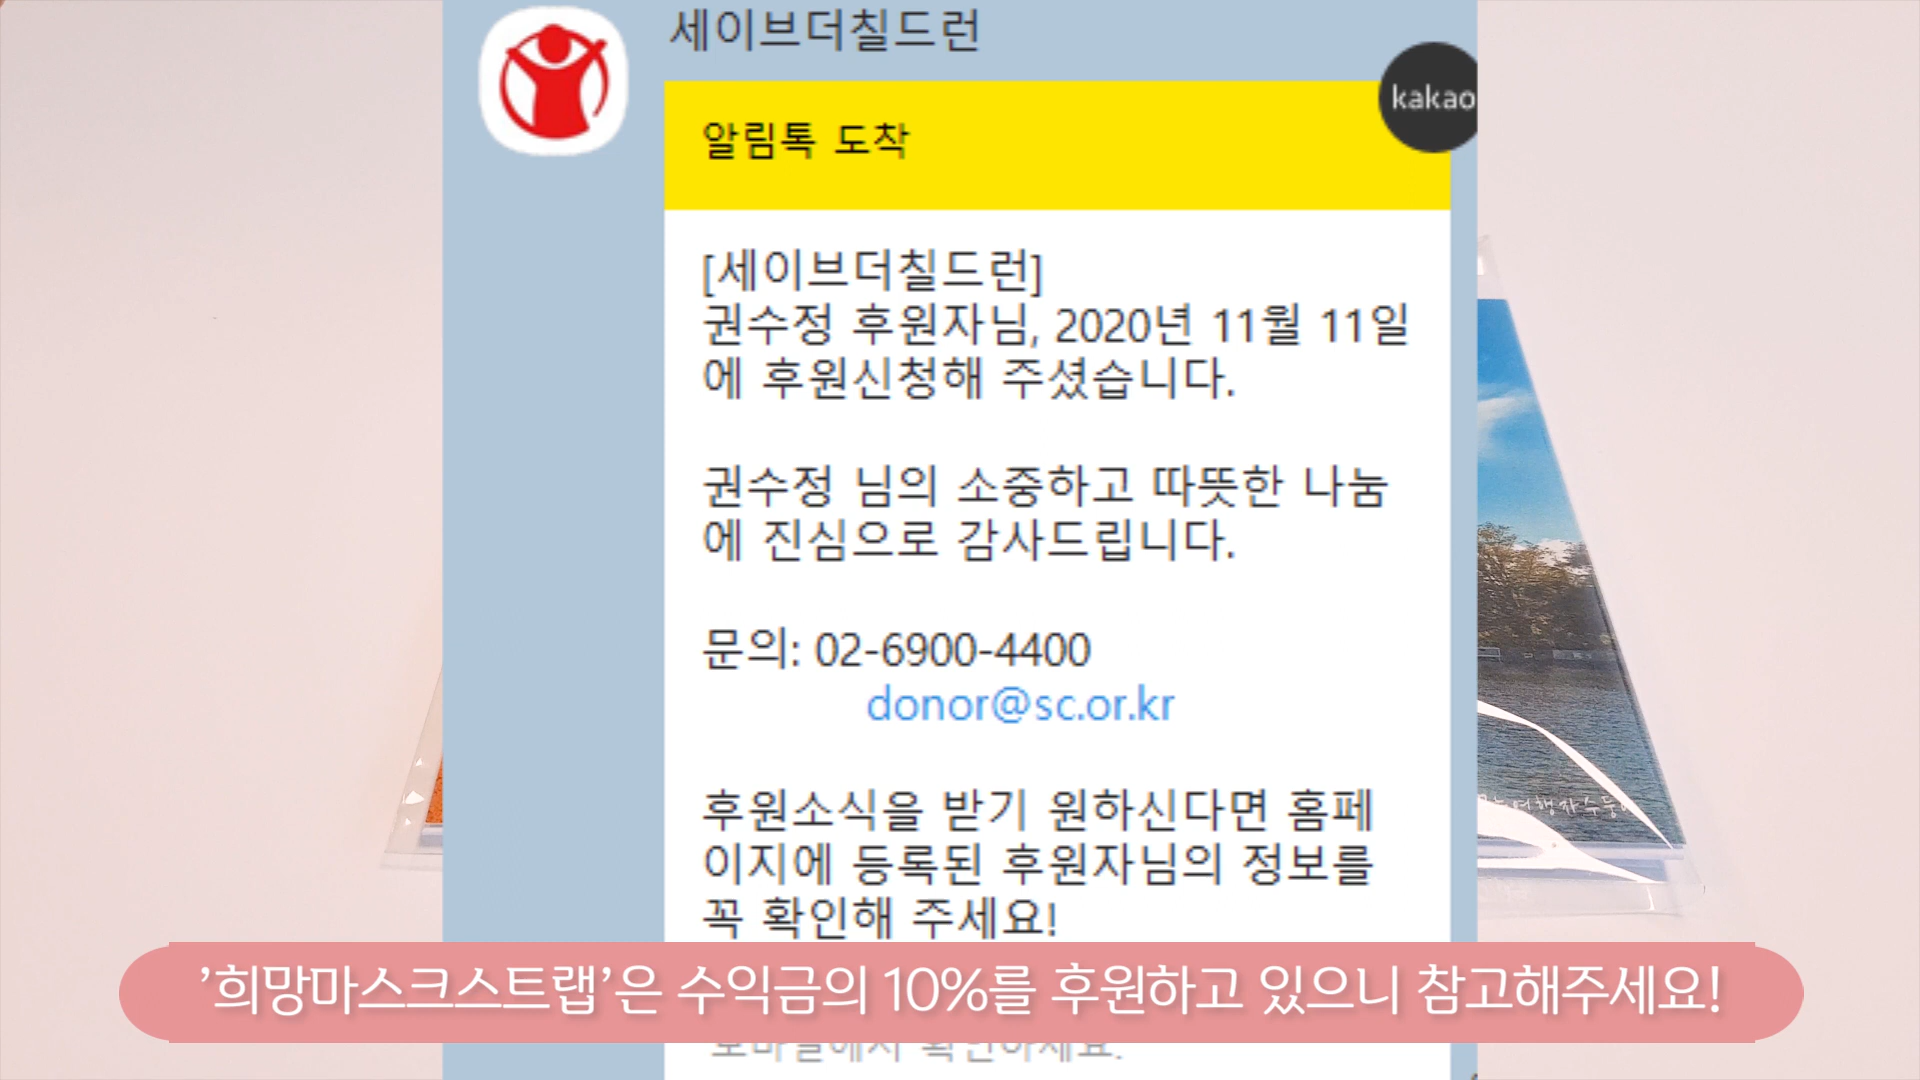 세이브더칠드런
kakao
알림톡 도착
[세이브더칠드런]
권수정 후원자님, 2020년 11월 11일
에 후원신청해 주셨습니다.
권수정 님의 소중하고 따뜻한 나눔
에 진심으로 감사드립니다.
문의: 02-6900-4400
donor@sc.or.kr
후원소식을 받기 원하신다면 홈페
이지에 등록된 후원자님의 정보를
꼭 확인해 주세요!
'희망마스크스트랩'은 수익금의 10%를 후원하고 있으니 참고해주세요!